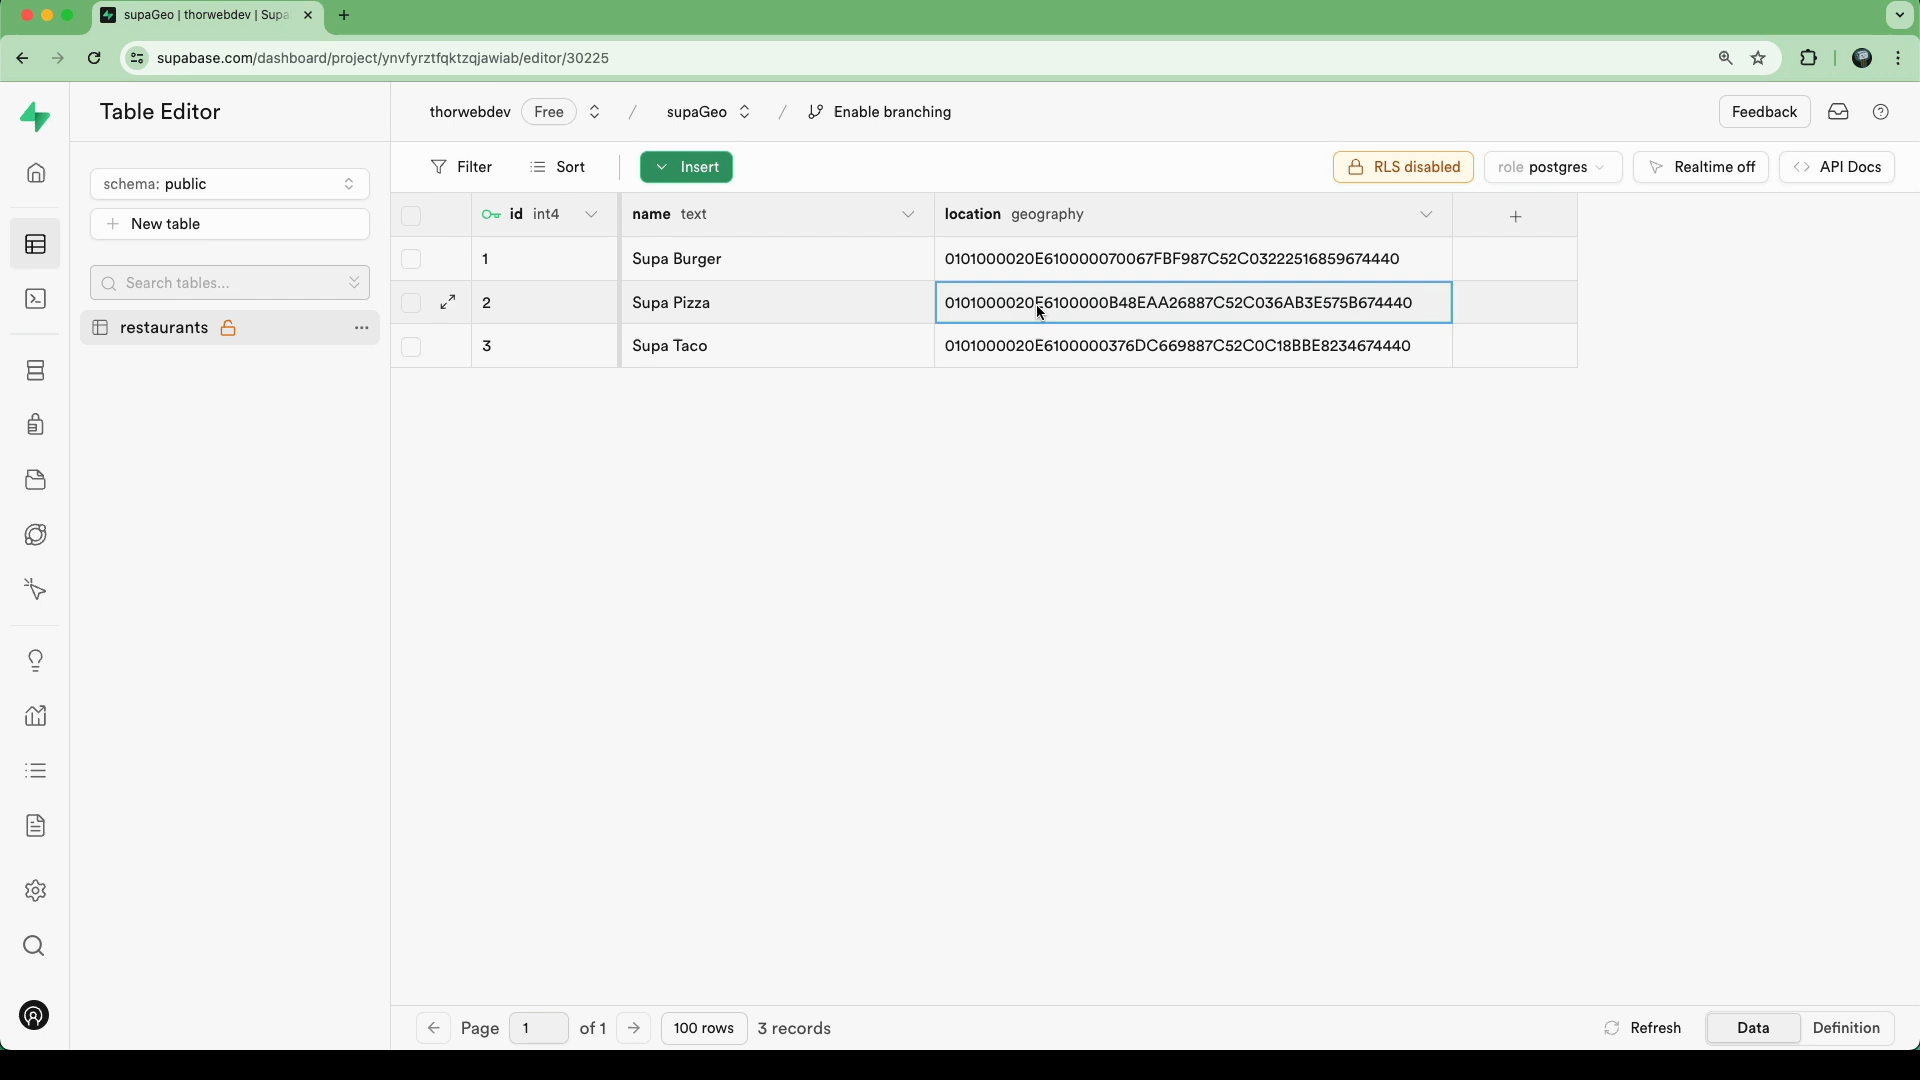 supaGeo | thorwebdev | Supa
supabase.com/dashboard/project/ynvfyrztfqktzqjawiab/editor/30225
Table Editor
thorwebdev Free / supaGeo / Enable branching
Feedback
Filter Sort Insert
RLS disabled role postgres Realtime off API Docs
schema: public
New table
Search tables...
restaurants
id int4 name text location geography
1 Supa Burger 0101000020E610000070067FBF987C52C03222516859674440
2 Supa Pizza 0101000020E6100000B48EAA26887C52C036AB3E575B674440
3 Supa Taco 0101000020E6100000376DC669887C52C0C18BBE8234674440
Page 1 of 1 100 rows 3 records
Refresh Data Definition